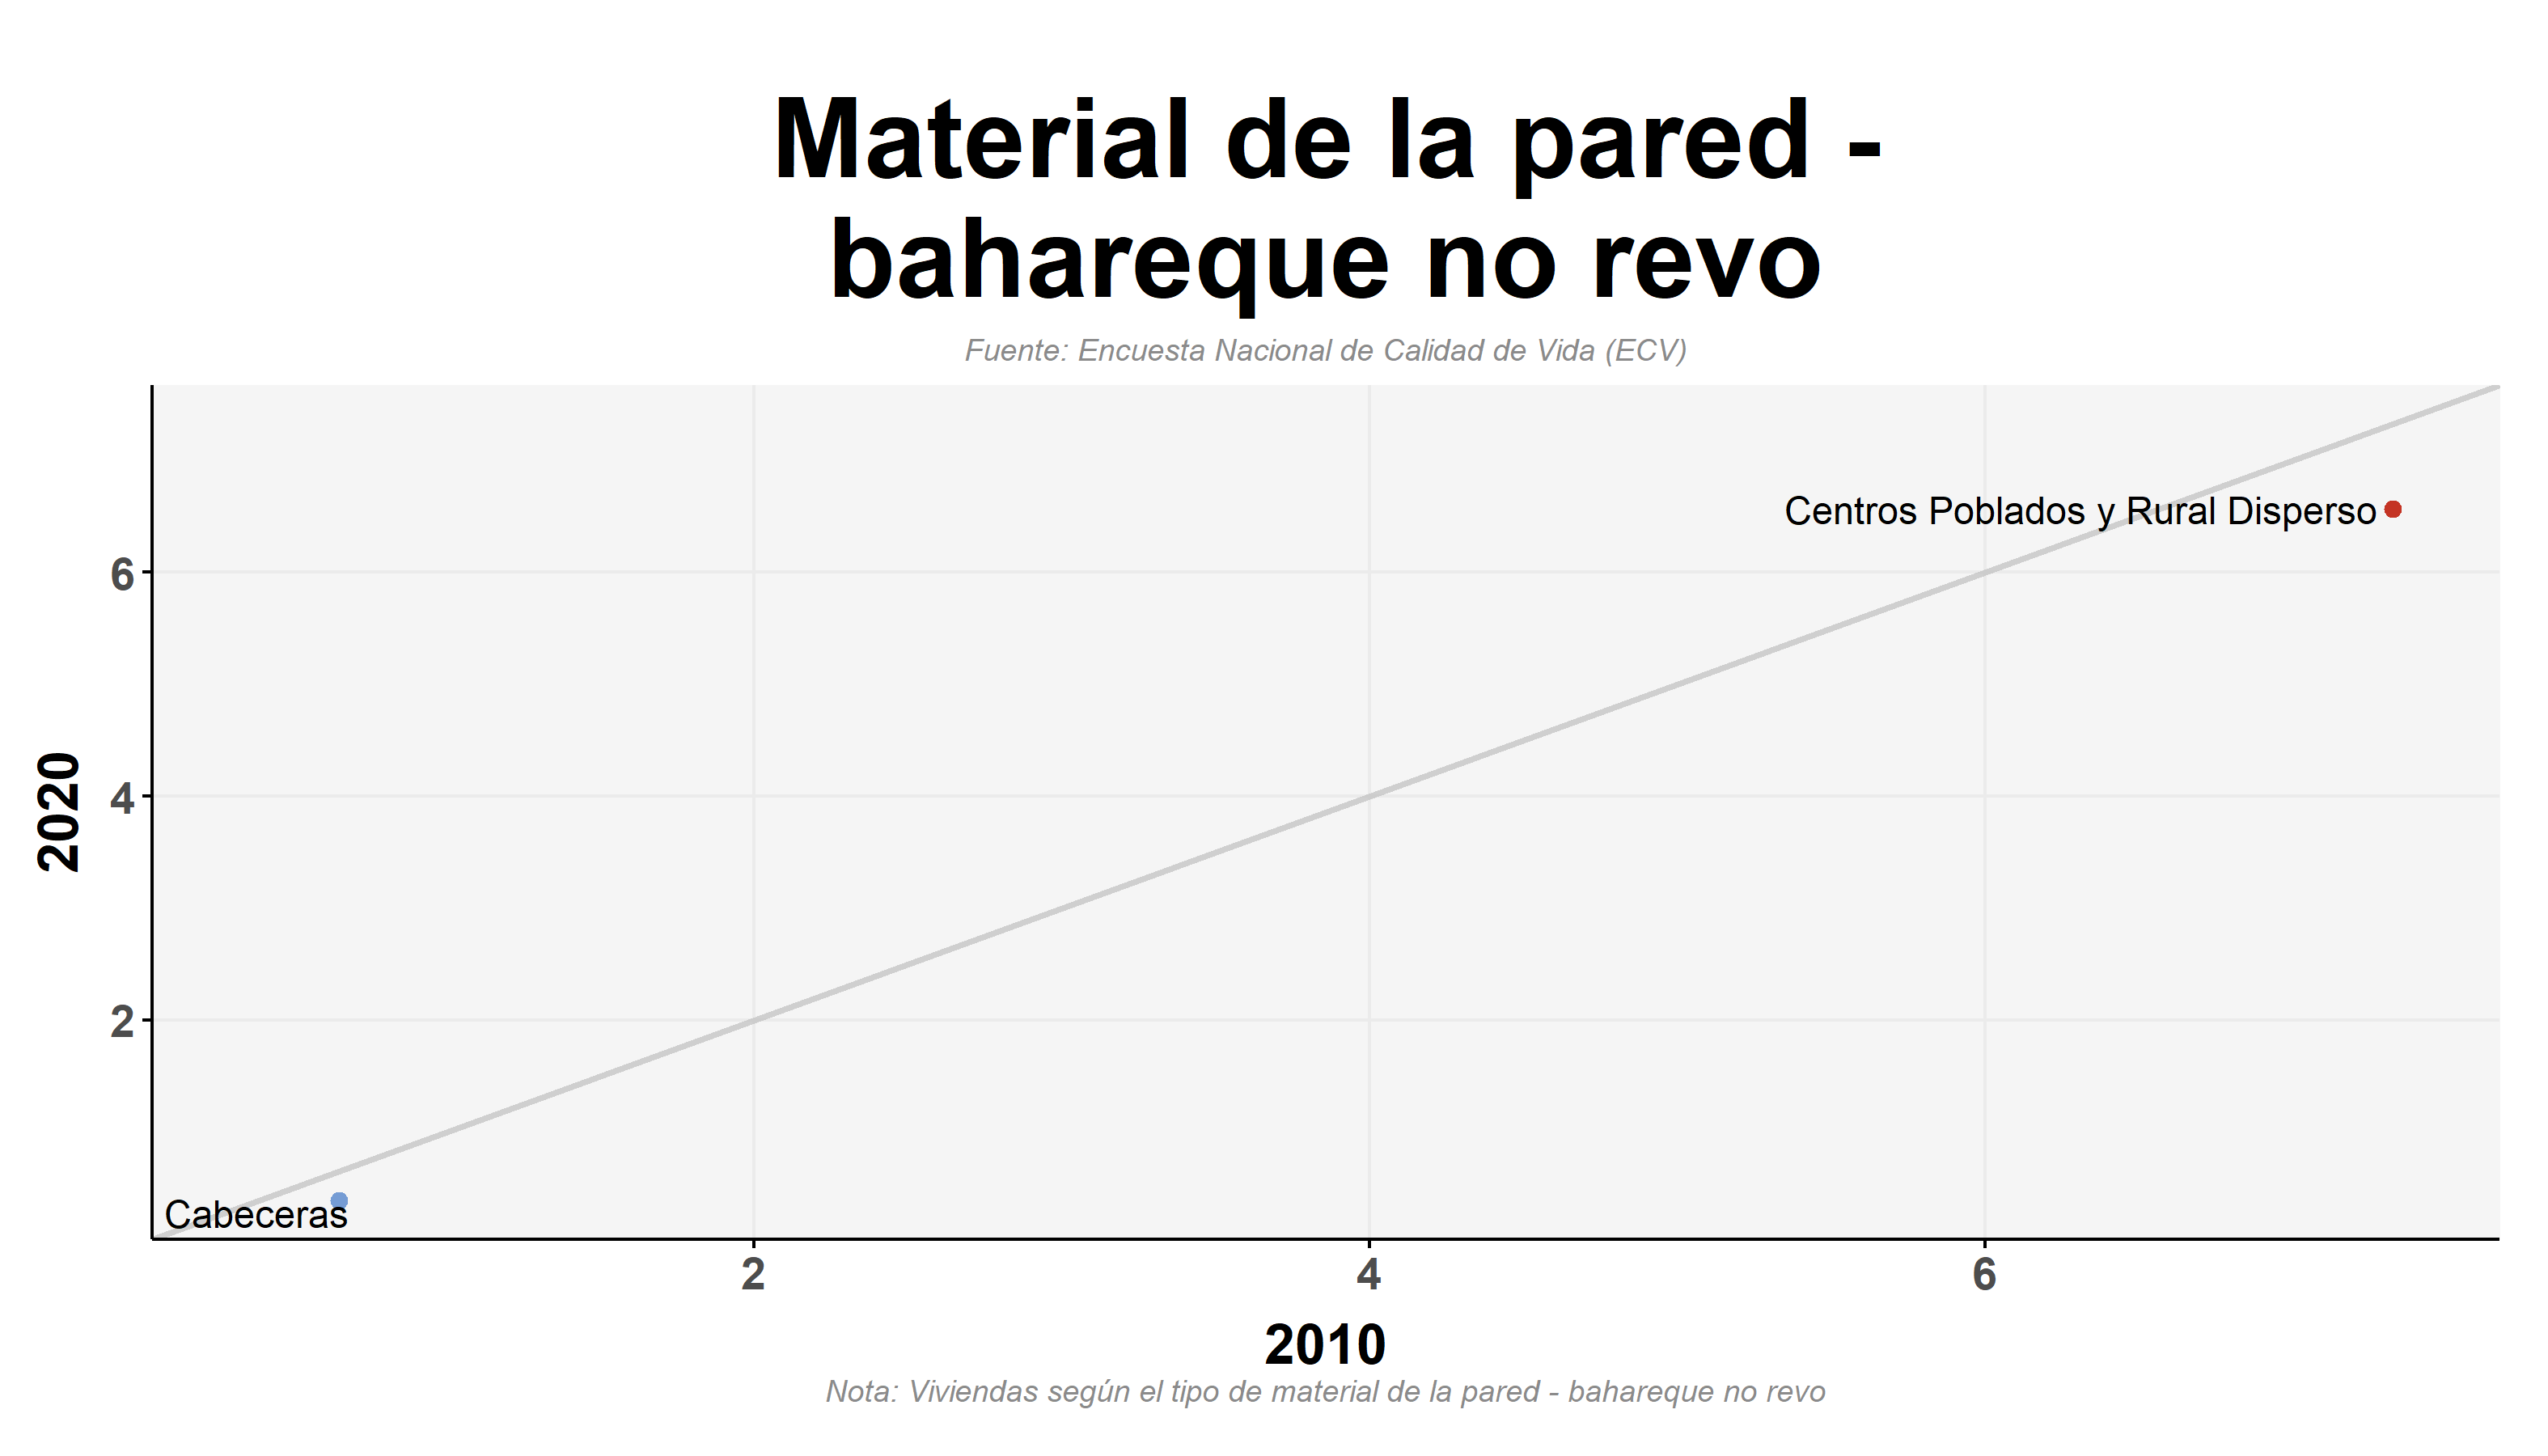 Material de la pared -
bahareque no revo
Fuente: Encuesta Nacional de Calidad de Vida (ECV)
Centros Poblados y Rural Disperso
6
4
2
2020
Cabeceras
2 4 6
2010
Nota: Viviendas según el tipo de material de la pared - bahareque no revo